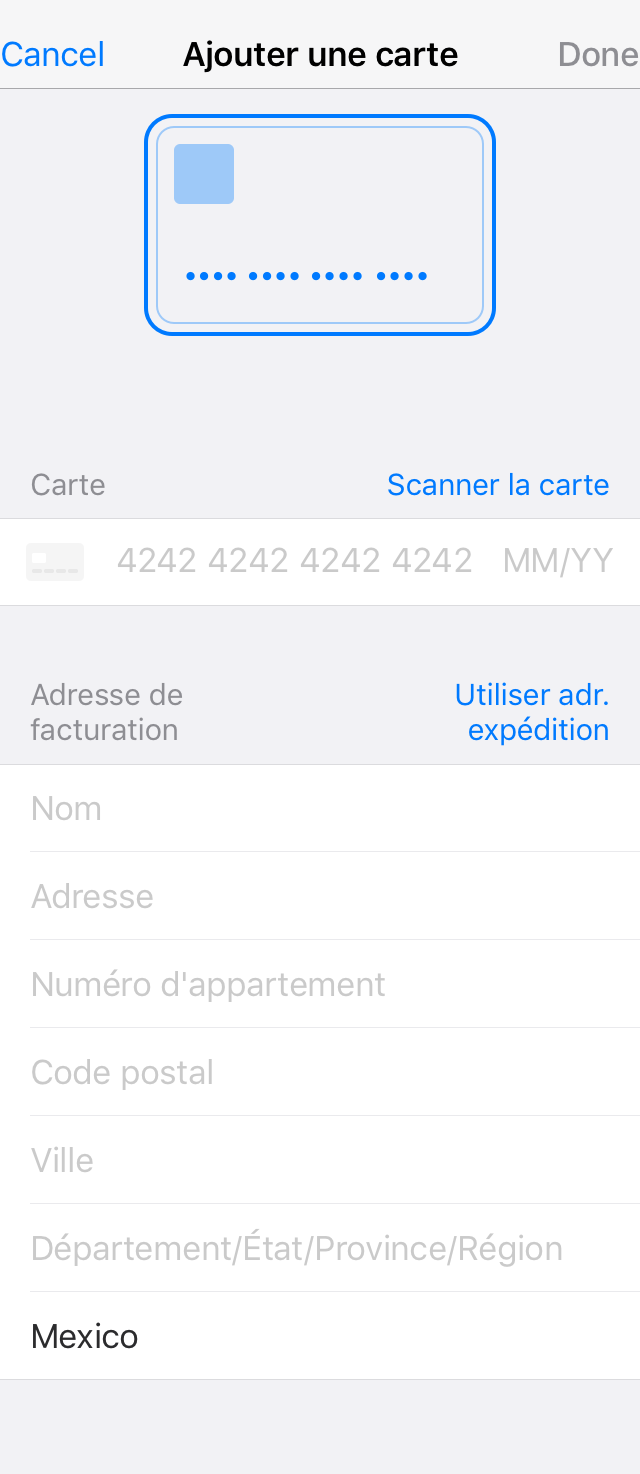 Cancel Ajouter une carte Done
Carte Scanner la carte
4242 4242 4242 4242 MM/YY
Adresse de Utiliser adr.
facturation expédition
Nom
Adresse
Numéro d'appartement
Code postal
Ville
Département/État/Province/Région
Mexico